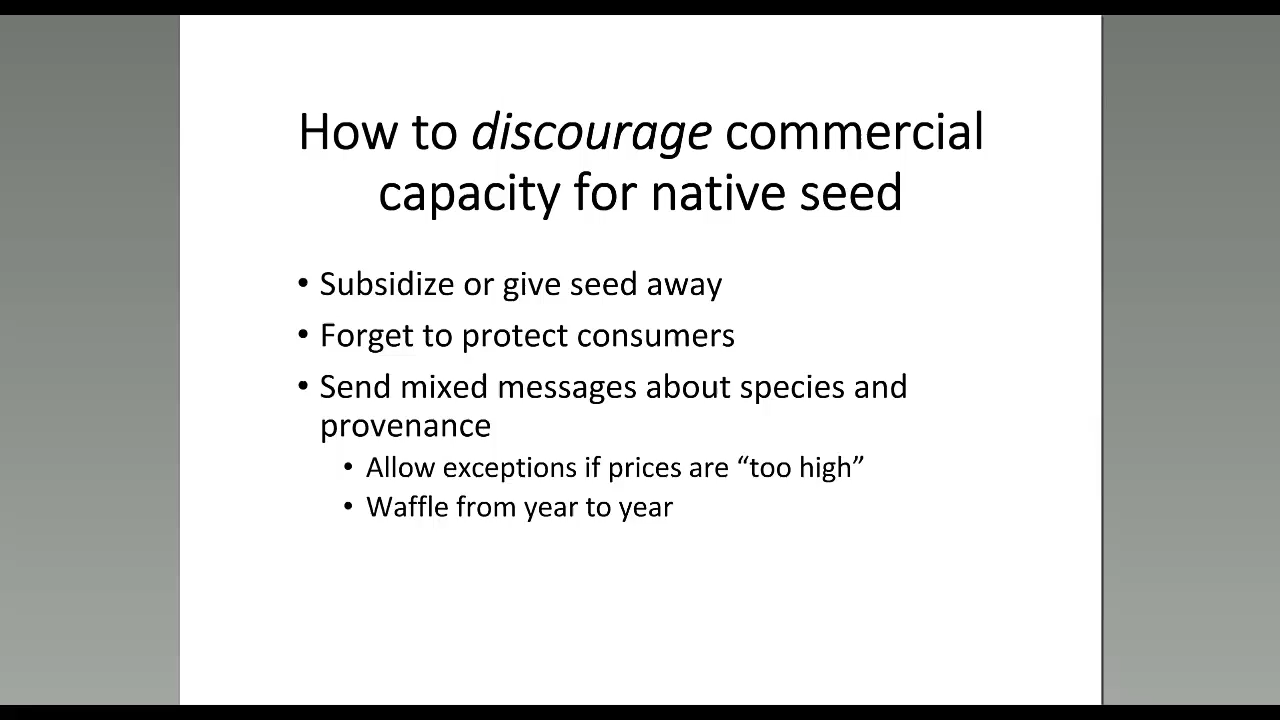 How to discourage commercial
capacity for native seed
• Subsidize or give seed away
• Forget to protect consumers
• Send mixed messages about species and
provenance
• Allow exceptions if prices are “too high”
• Waffle from year to year